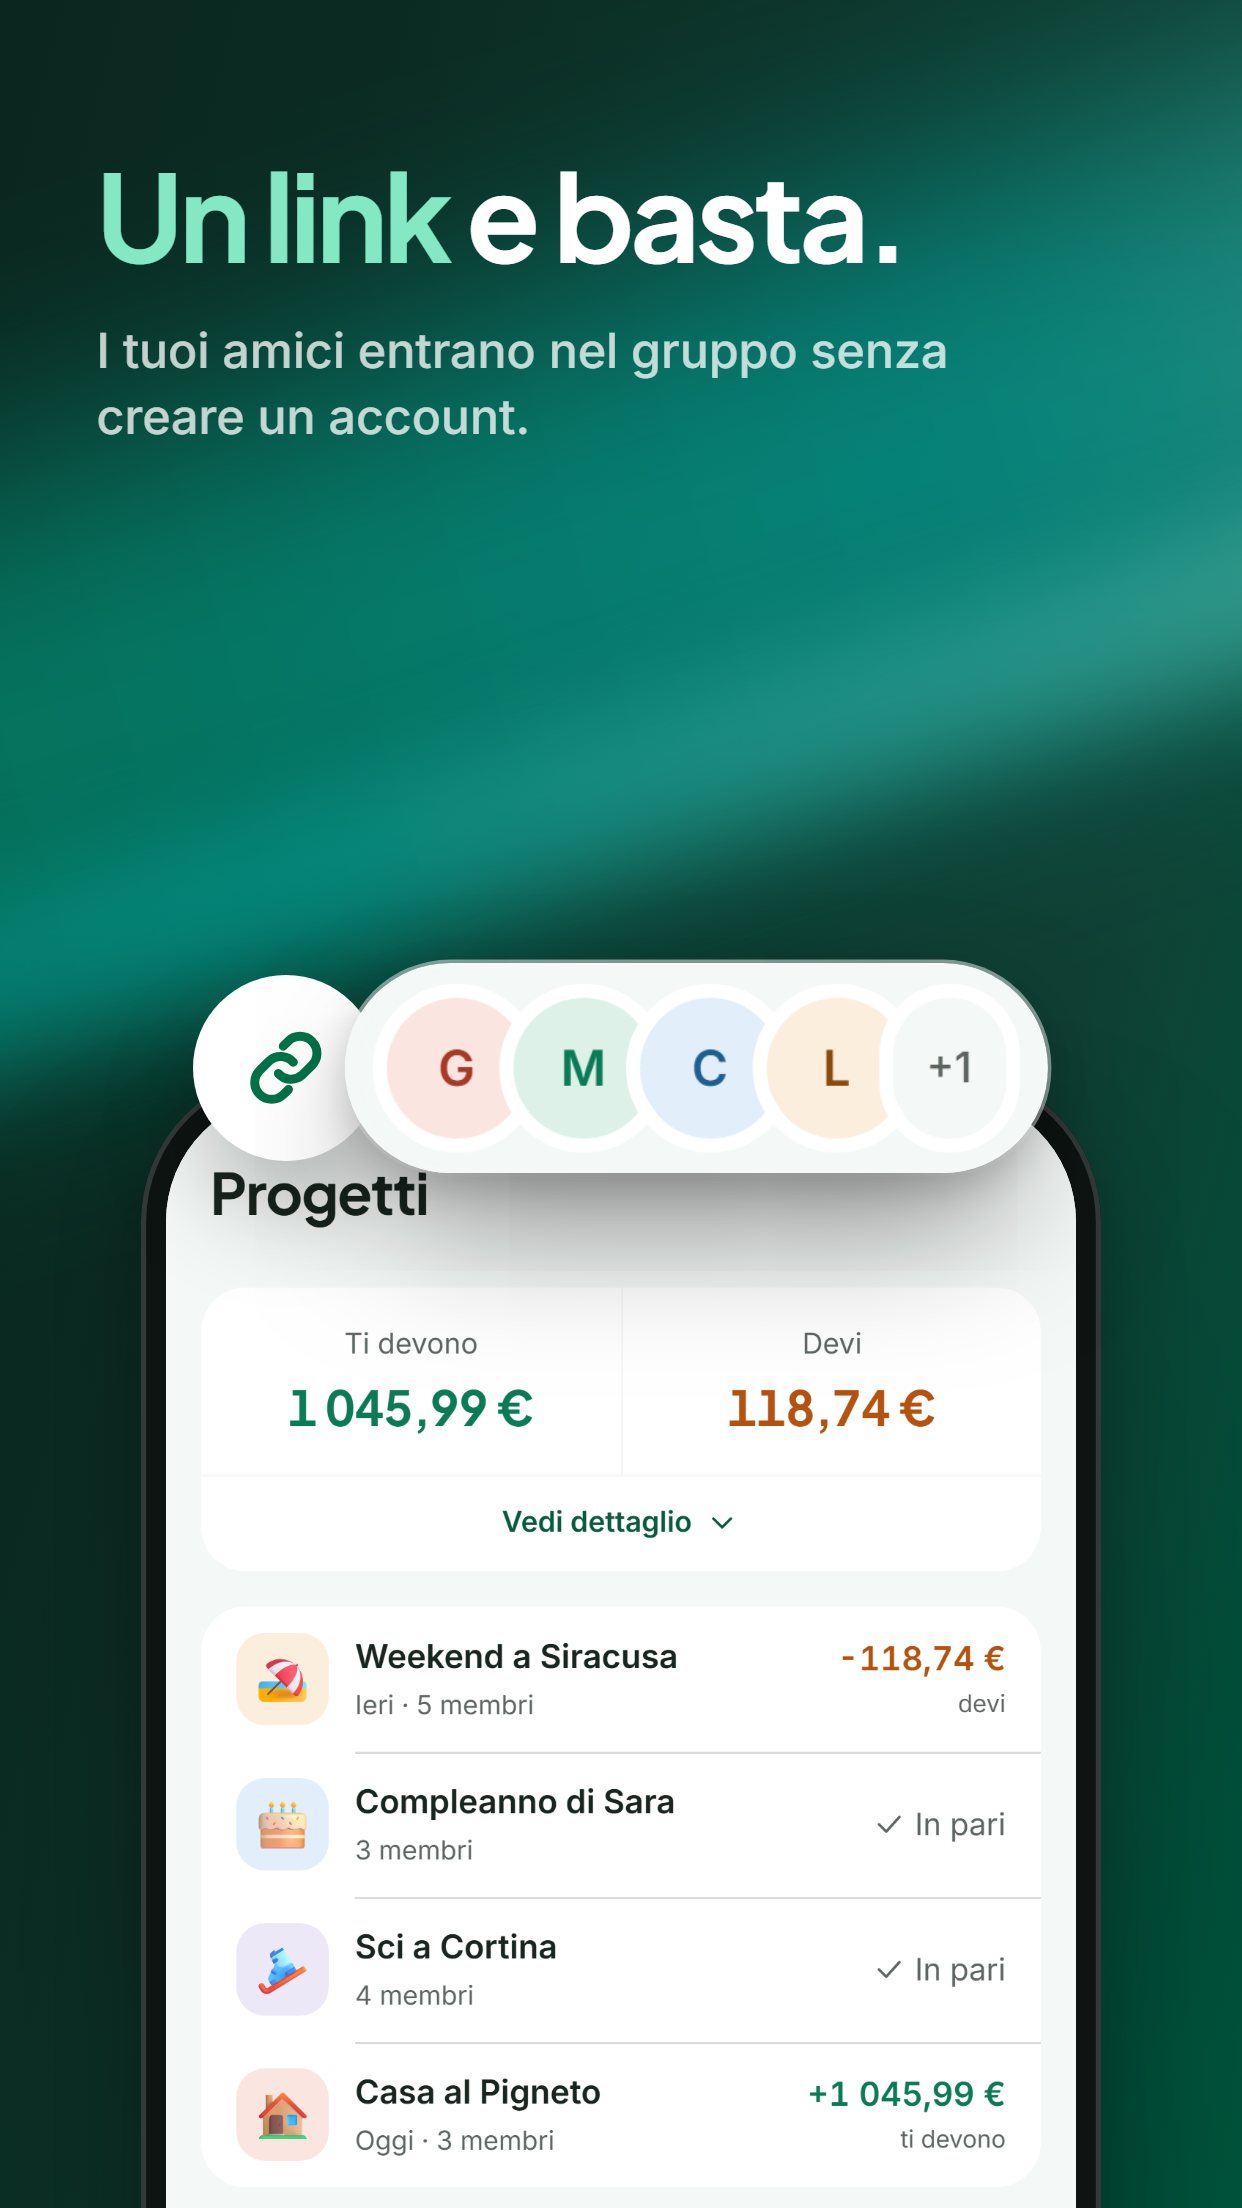 Un link e basta.
I tuoi amici entrano nel gruppo senza
creare un account.
G M C L +1
Progetti
Ti devono
1 045,99 €
Devi
118,74 €
Vedi dettaglio
Weekend a Siracusa
Ieri · 5 membri
-118,74 €
devi
Compleanno di Sara
3 membri
In pari
Sci a Cortina
4 membri
In pari
Casa al Pigneto
Oggi · 3 membri
+1 045,99 €
ti devono